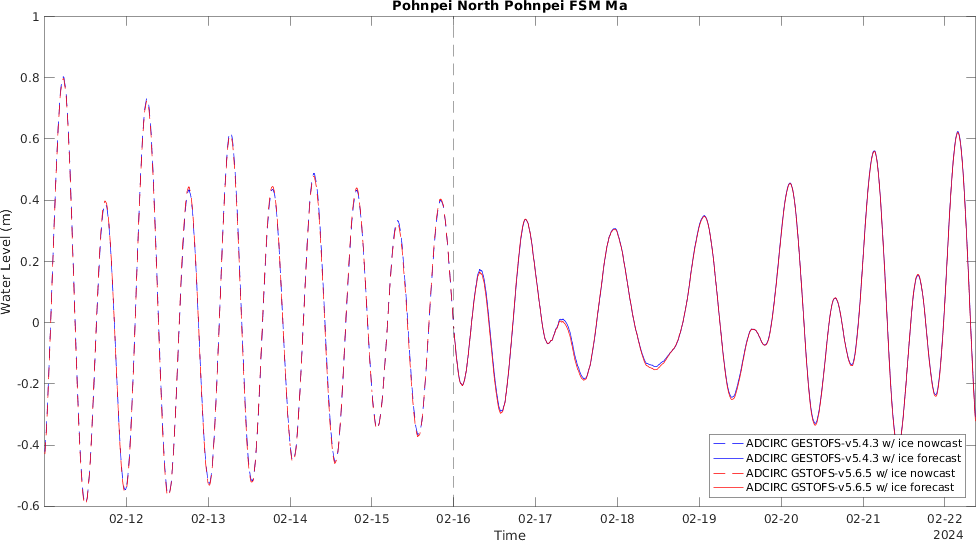 Pohnpei North Pohnpei FSM Ma
1
0.8
0.6
0.4
0.2
0
-0.2
-0.4
-0.6
Water Level (m)
ADCIRC GESTOFS-v5.4.3 w/ ice nowcast
ADCIRC GESTOFS-v5.4.3 w/ ice forecast
ADCIRC GSTOFS-v5.6.5 w/ ice nowcast
ADCIRC GSTOFS-v5.6.5 w/ ice forecast
02-12 02-13 02-14 02-15 02-16 02-17 02-18 02-19 02-20 02-21 02-22
2024
Time